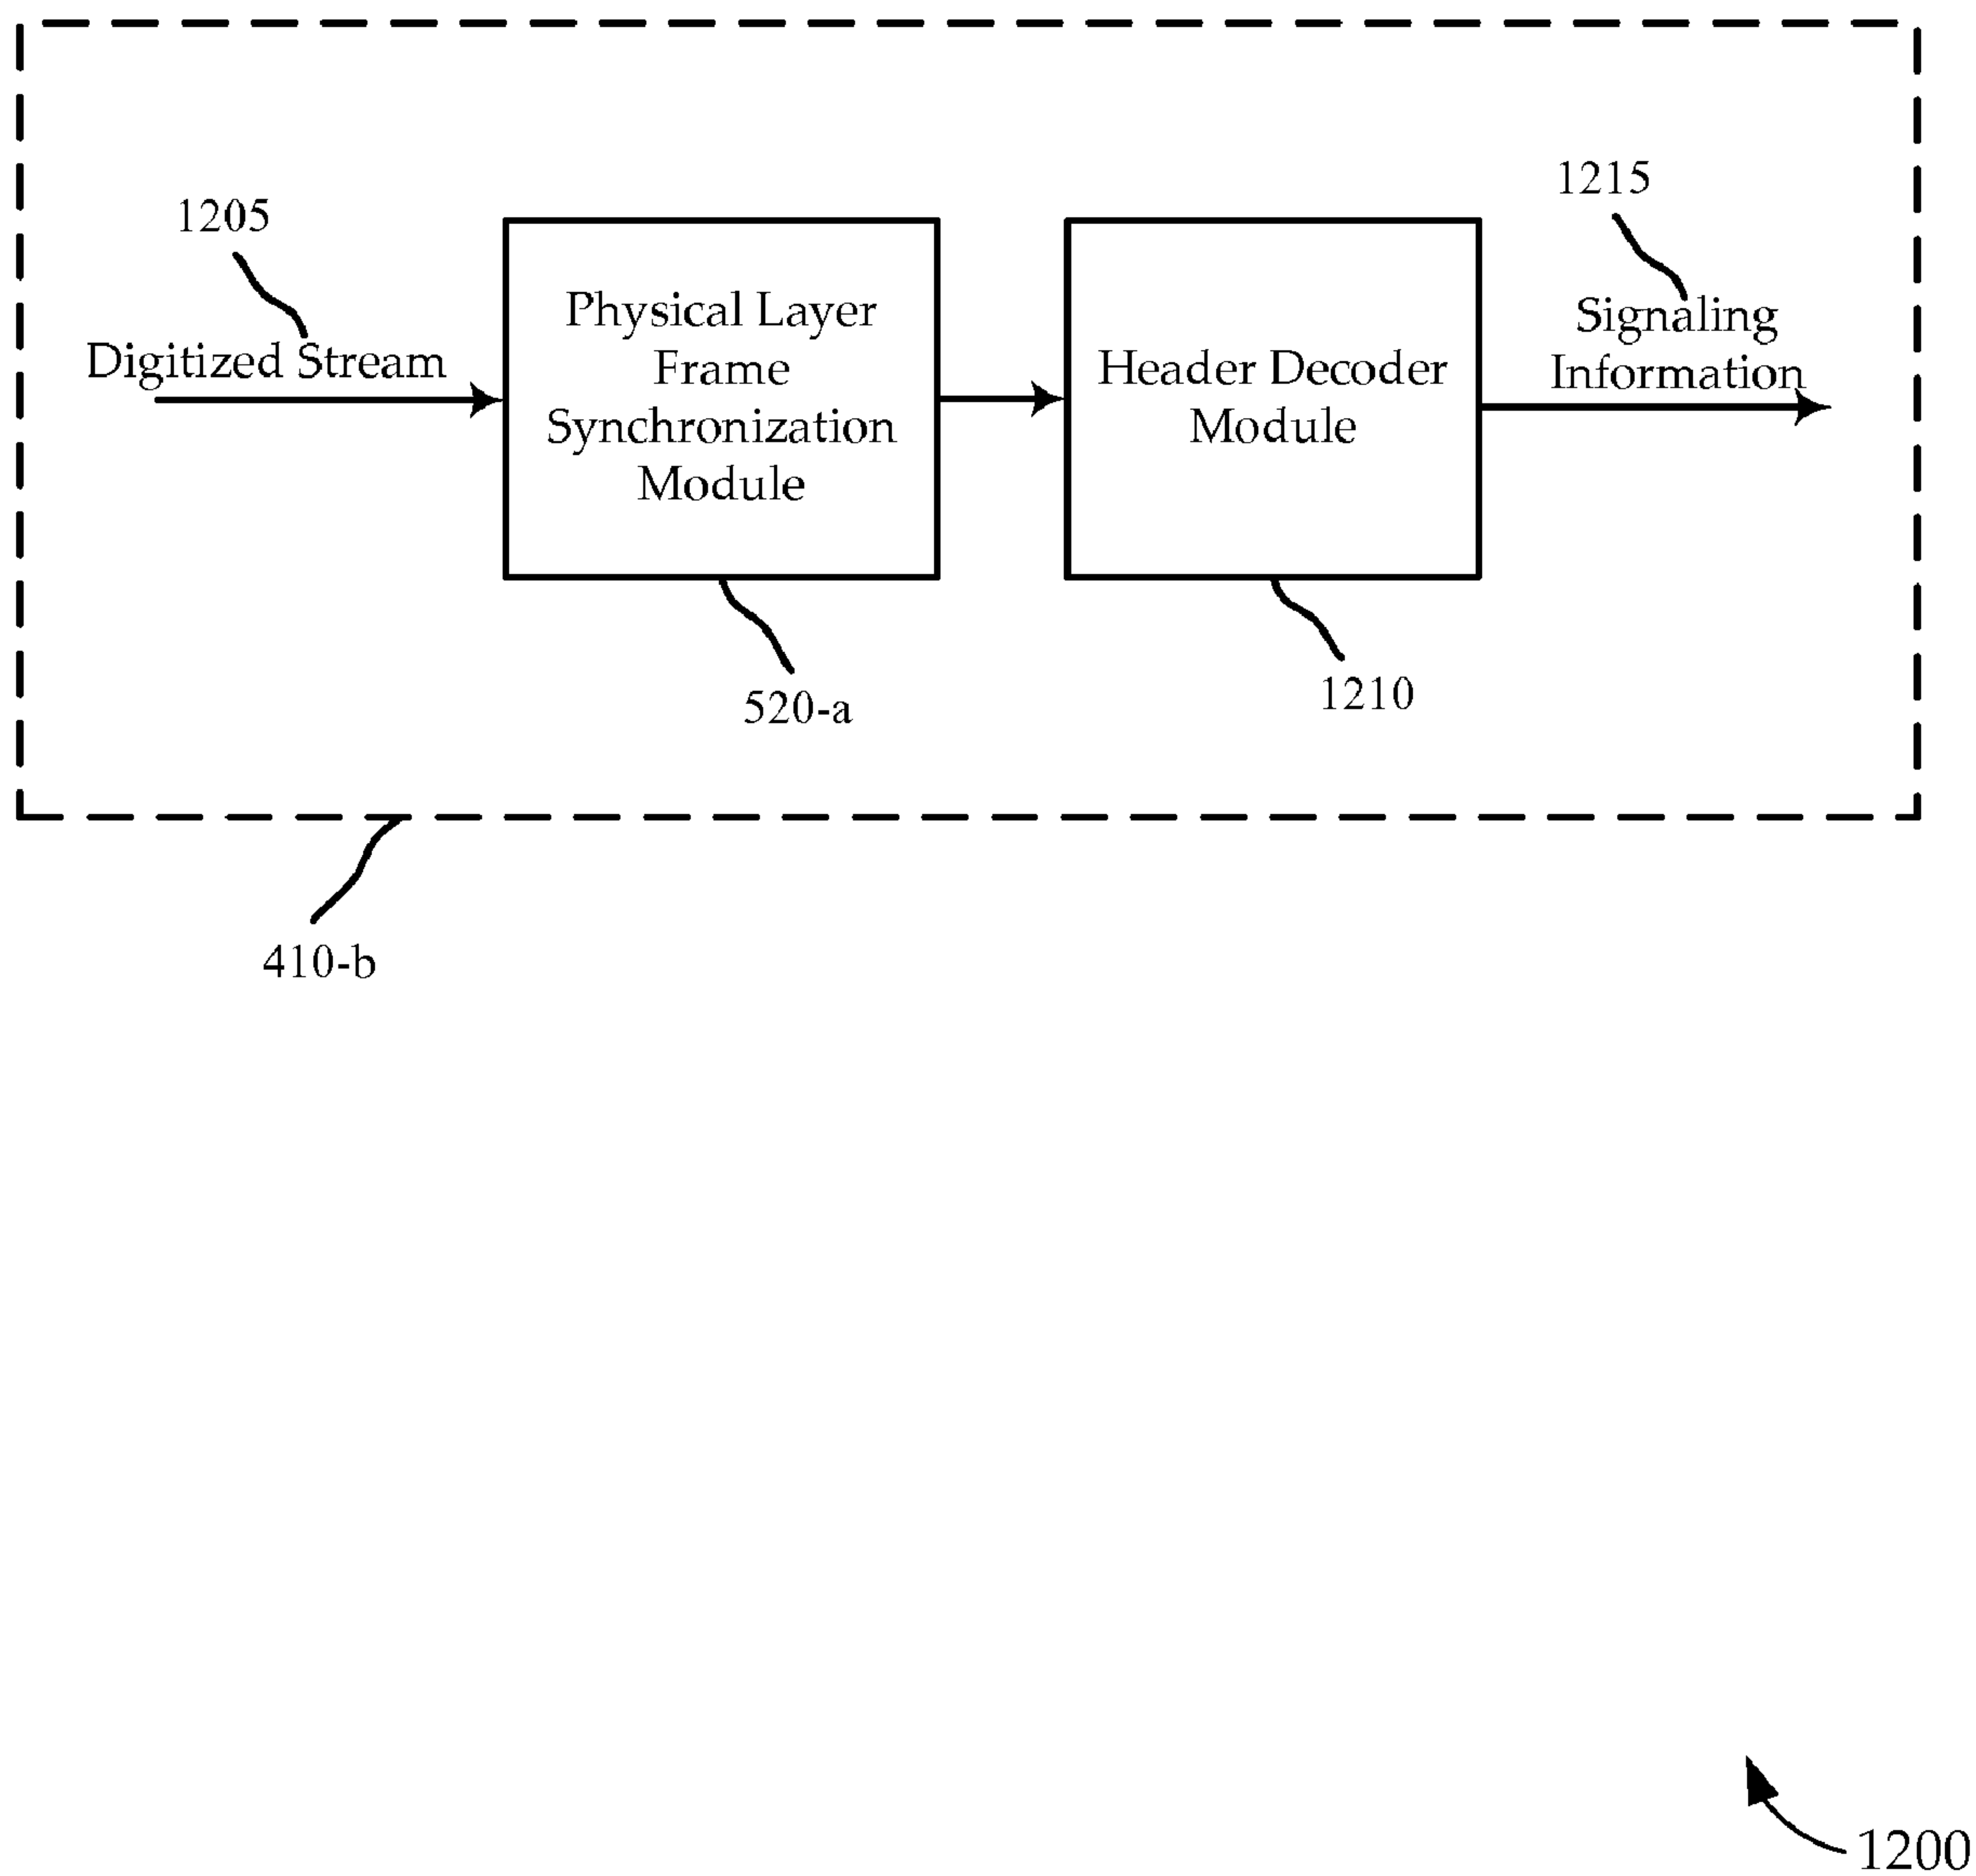 1205
Digitized Stream
Physical Layer
Frame
Synchronization
Module
520-a
Header Decoder
Module
1210
1215
Signaling
Information
410-b
1200